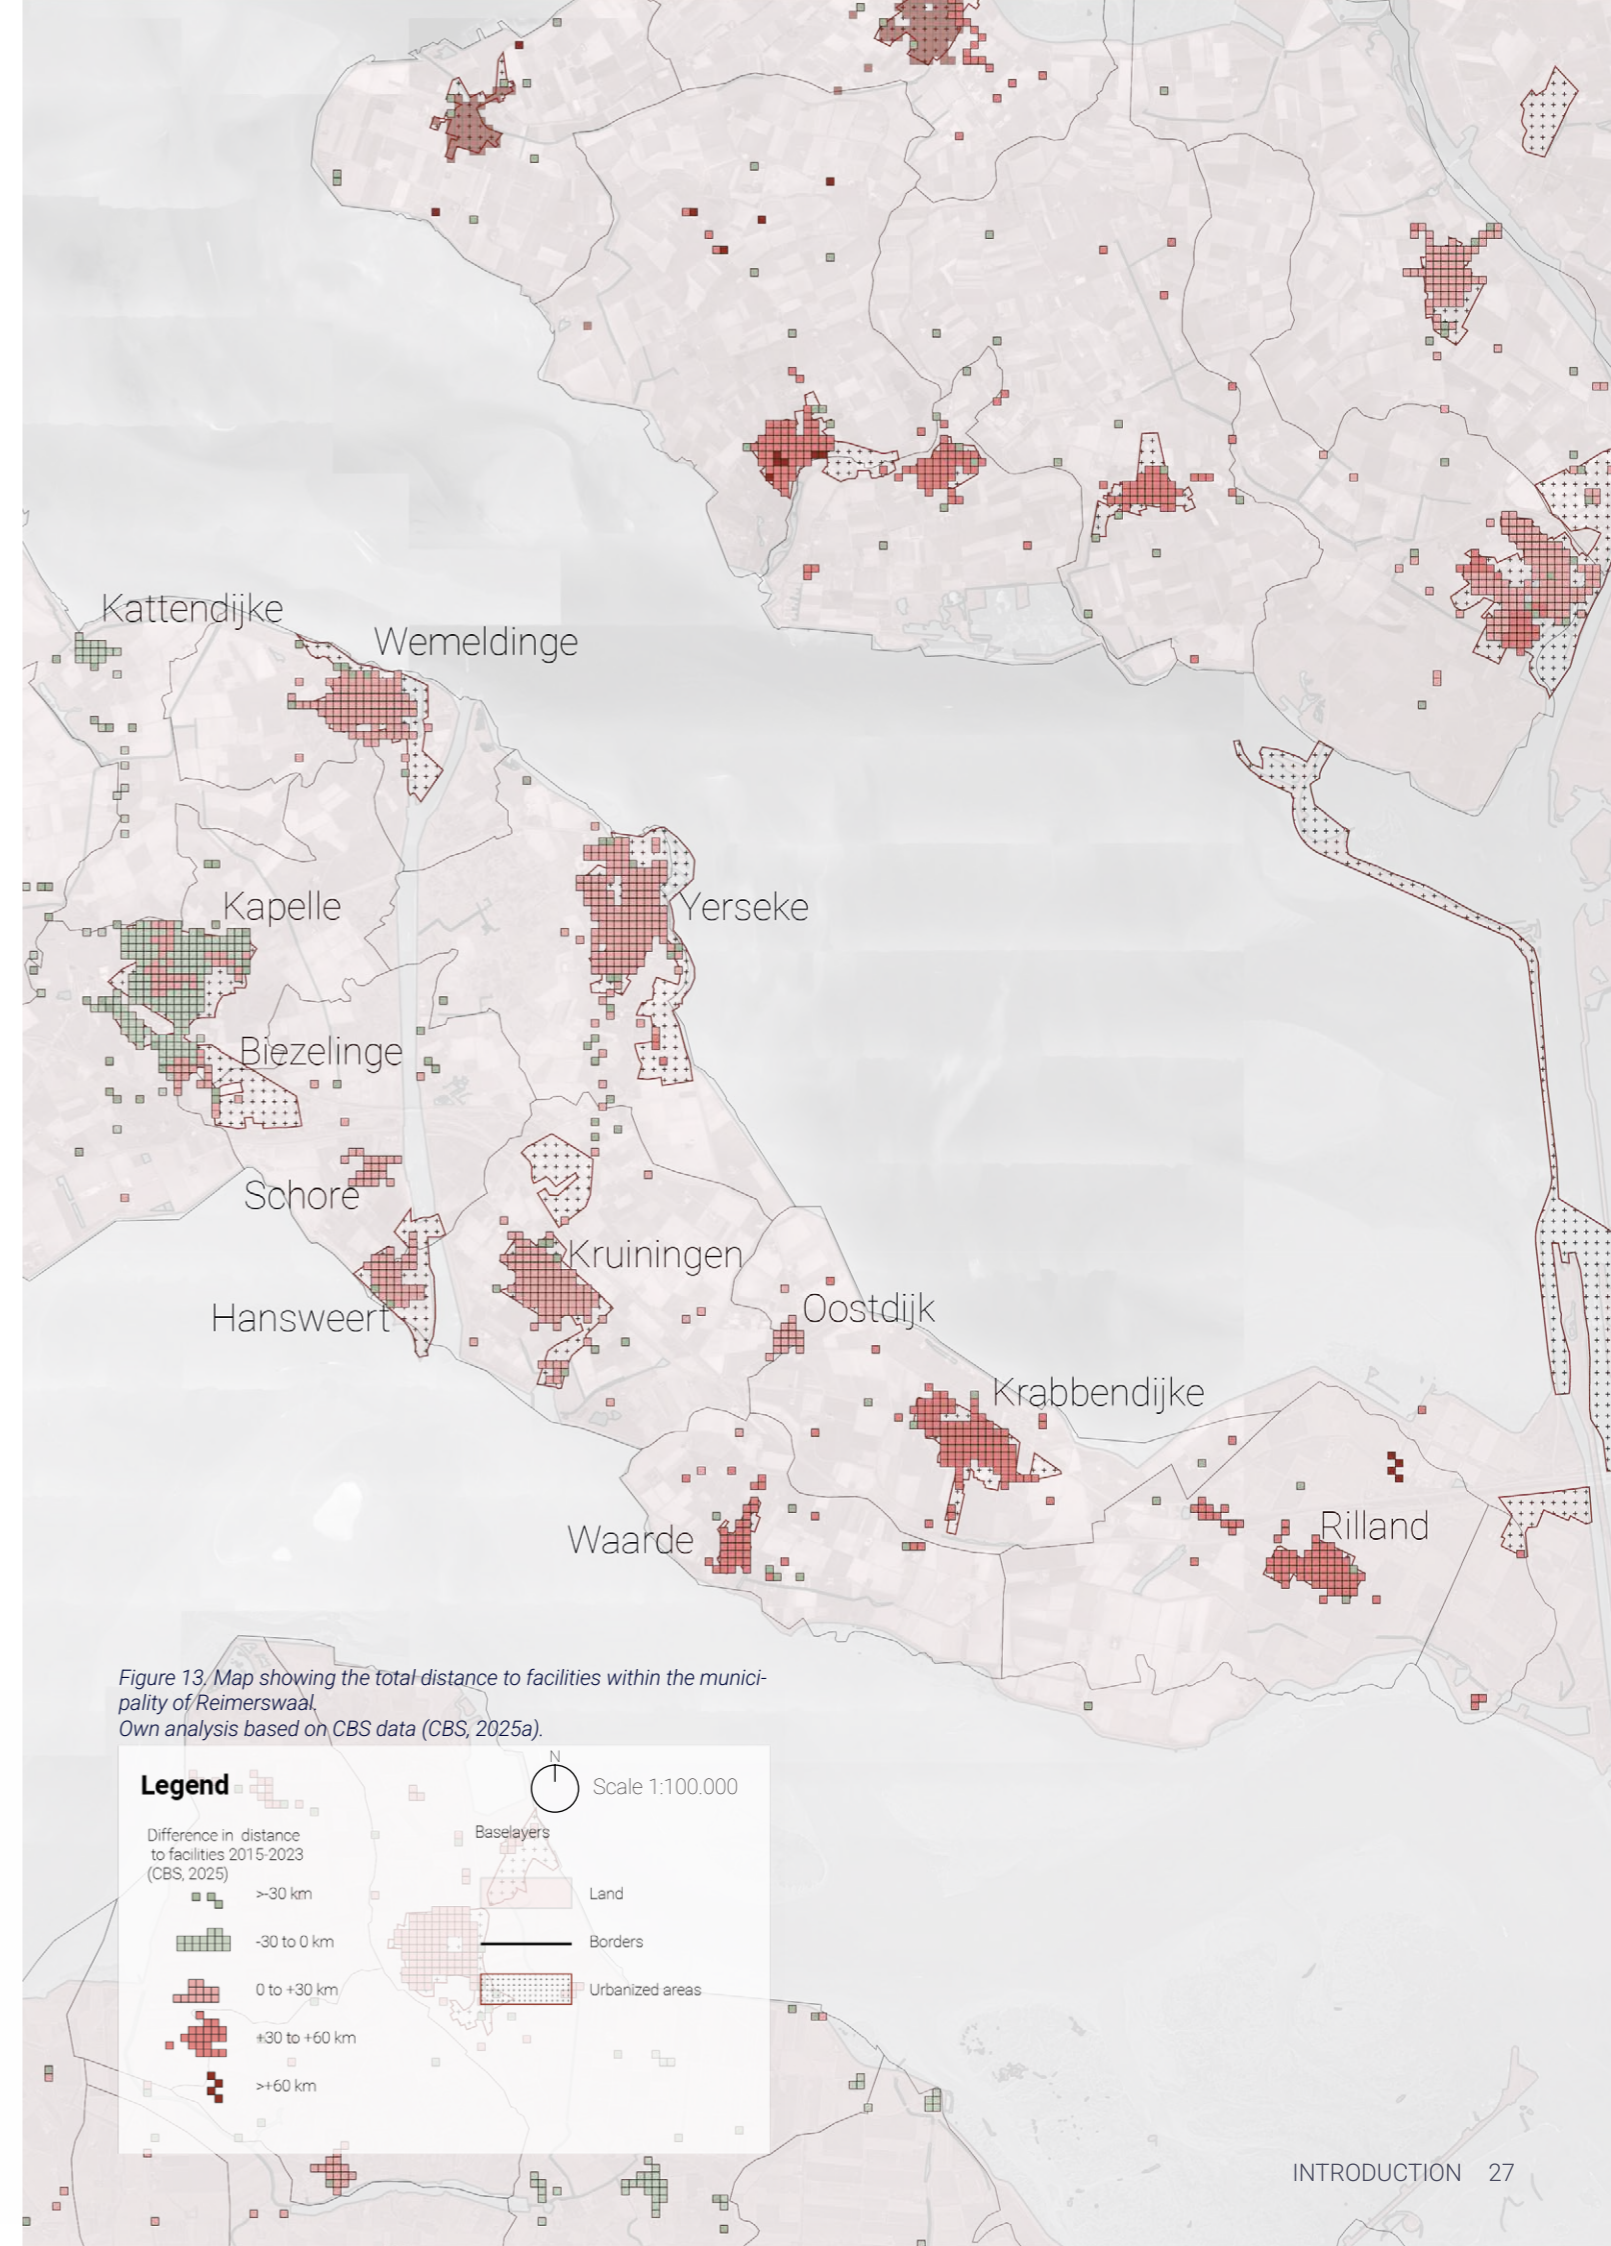 Kattendijke
Wemeldinge
Kapelle
Yerseke
Biezelinge
Schore
Kruiningen
Hansweert
Oostdijk
Krabbendijke
Waarde
Rilland
Figure 13. Map showing the total distance to facilities within the munici-
pality of Reimerswaal.
Own analysis based on CBS data (CBS, 2025a).
Legend
N
Scale 1:100.000
Difference in distance
to facilities 2015-2023
(CBS, 2025)
>-30 km
-30 to 0 km
0 to +30 km
+30 to +60 km
>+60 km
Baselayers
Land
Borders
Urbanized areas
INTRODUCTION 27